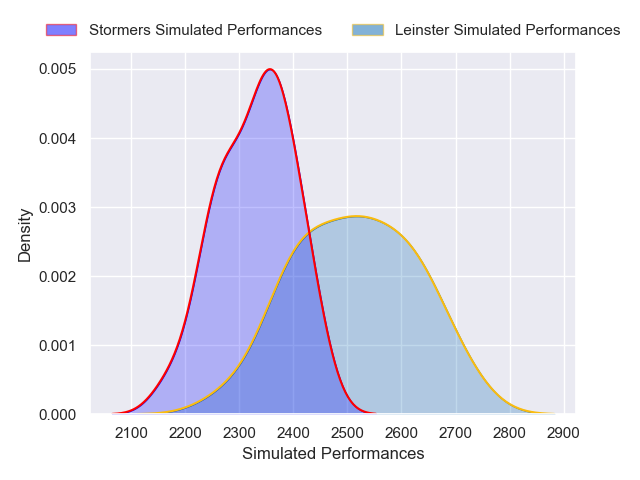 Stormers Simulated Performances Leinster Simulated Performances
0.005
0.004
0.003
0.002
0.001
0.000
Density
2100 2200 2300 2400 2500 2600 2700 2800 2900
Simulated Performances